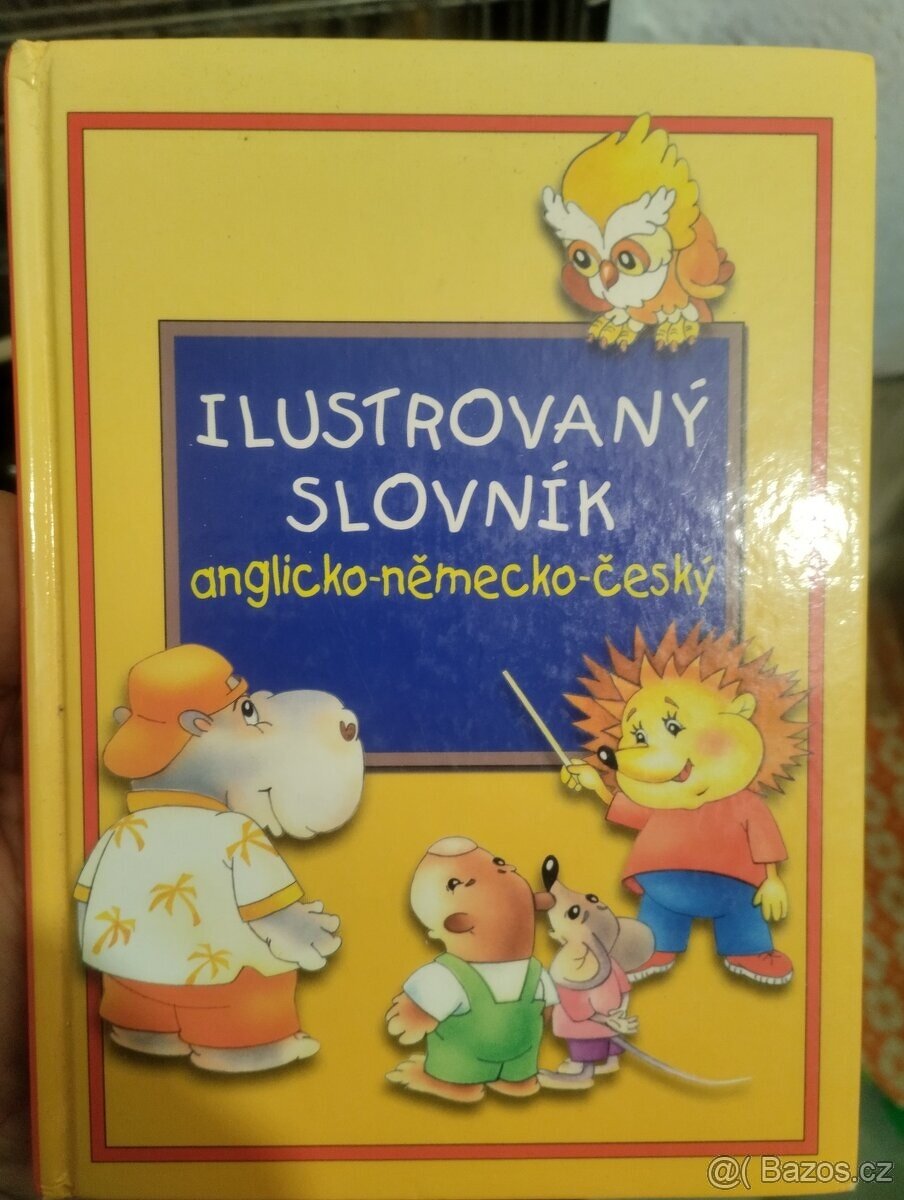 ILUSTROVANÝ
SLOVNÍK
anglicko-německo-český
@( Bazos.cz